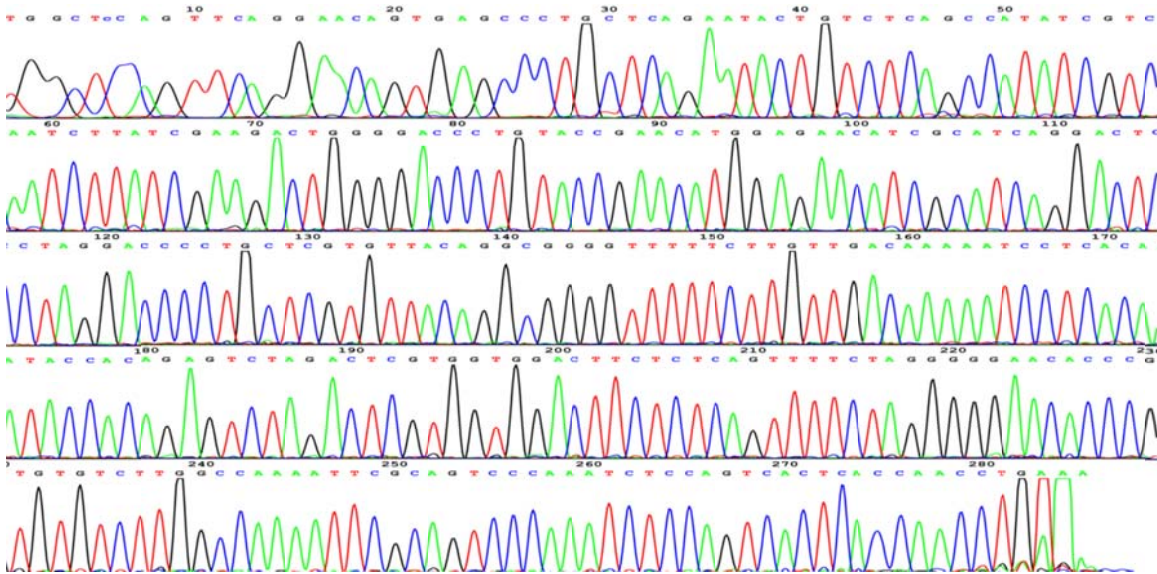 10 20 30 40 50
T G G C T c C A G T T C A G G A A C A G T G A G C C C T G C T C A G A A T A C T G T C T C A G C C A T A T C G T C
60 70 80 90 100 110
A A T C T T A T C G A A G A C T G G G G A C C C T G T A C C G A A C A T G G A G A A C A T C G C A T C A G G A C T C
120 130 140 150 160 170
C T A G G A C C C C T G C T C G T G T T A C A G G C G G G G T T T T T C T T G T T G A C A A A A A T C C T C A C A
180 190 200 210 220 230
A T A C C A C A G A G T C T A G A C T C G T G G T G G A C T T C T C T C A G T T T T C T A G G G G G A A C A C C C G
240 250 260 270 280
T G T G T C T T G G C C A A A A T T C G C A G T C C C A A A T C T C C A G T C A C T C A C C A A C C T G A A A